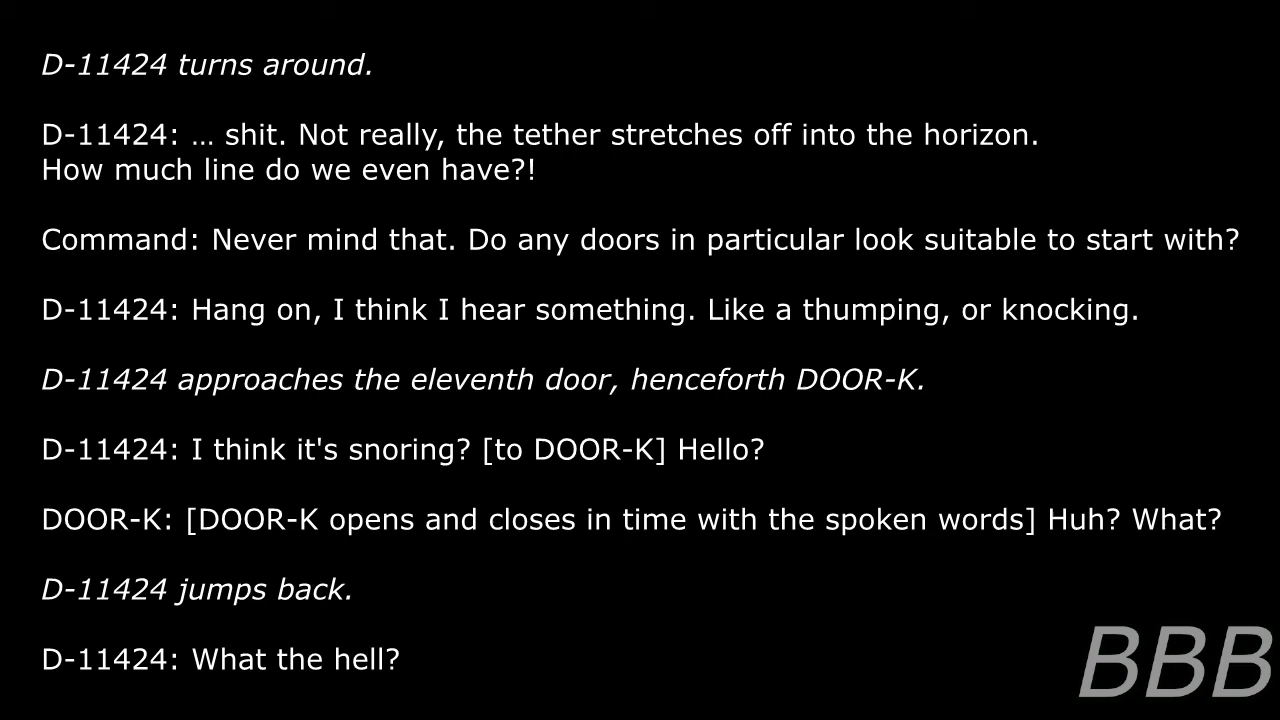 D-11424 turns around.
D-11424: … shit. Not really, the tether stretches off into the horizon.
How much line do we even have?!
Command: Never mind that. Do any doors in particular look suitable to start with?
D-11424: Hang on, I think I hear something. Like a thumping, or knocking.
D-11424 approaches the eleventh door, henceforth DOOR-K.
D-11424: I think it's snoring? [to DOOR-K] Hello?
DOOR-K: [DOOR-K opens and closes in time with the spoken words] Huh? What?
D-11424 jumps back.
D-11424: What the hell?
BBB